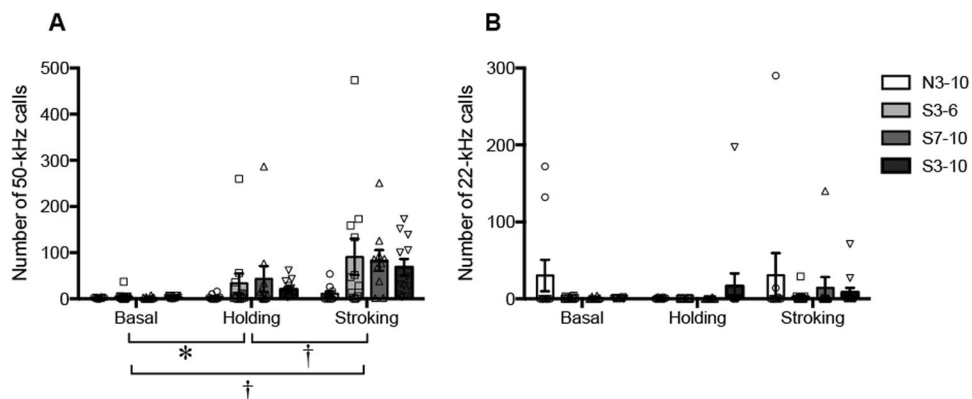 A
Number of 50-kHz calls
500
400
300
200
100
0
Basal
Holding
Stroking
*
†
†
B
Number of 22-kHz calls
300
200
100
0
Basal
Holding
Stroking
N3-10
S3-6
S7-10
S3-10